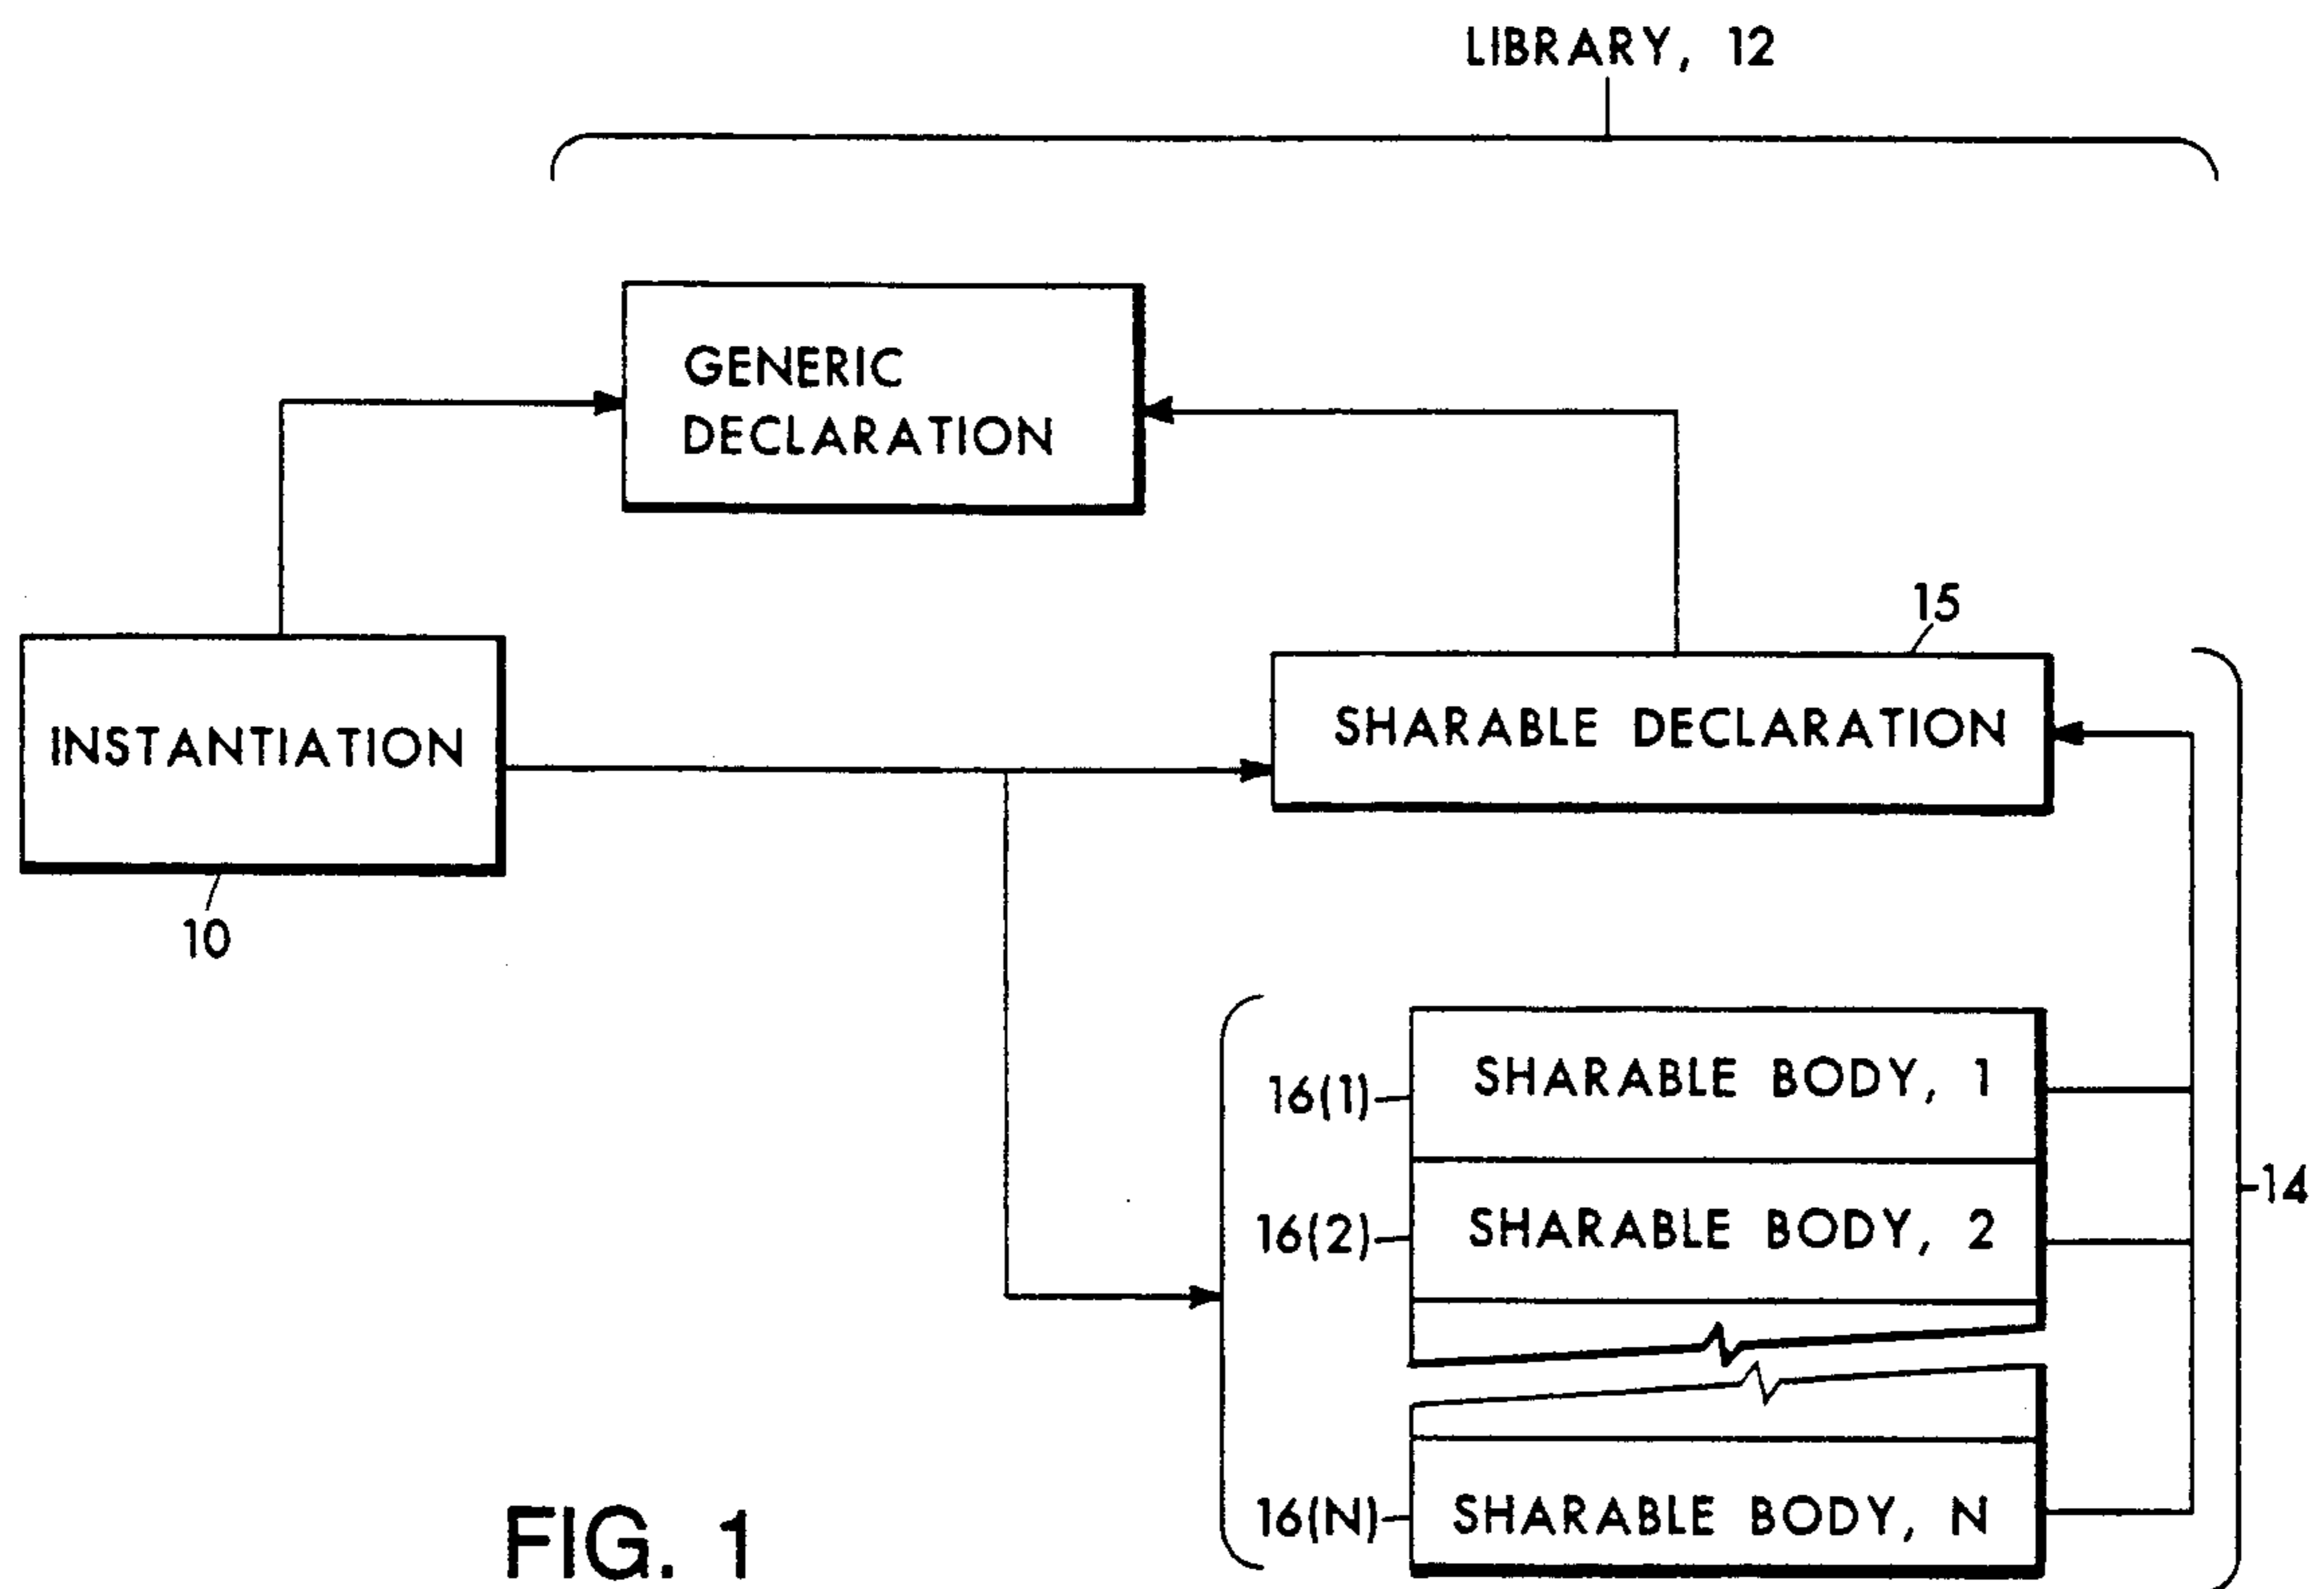 LIBRARY, 12
GENERIC
DECLARATION
15
INSTANTIATION
SHARABLE DECLARATION
10
16(1)
SHARABLE BODY, 1
14
16(2)
SHARABLE BODY, 2
16(N)
SHARABLE BODY, N
FIG. 1